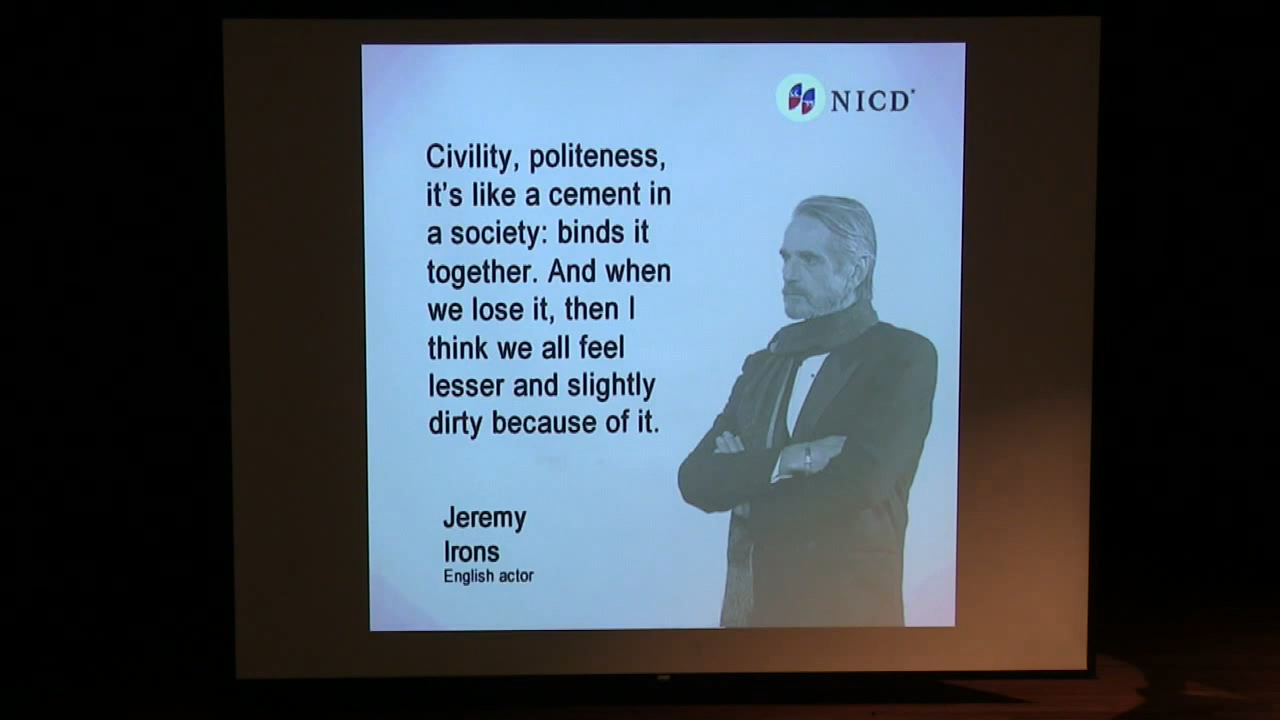 NICD
Civility, politeness,
it's like a cement in
a society: binds it
together. And when
we lose it, then I
think we all feel
lesser and slightly
dirty because of it.
Jeremy
Irons
English actor